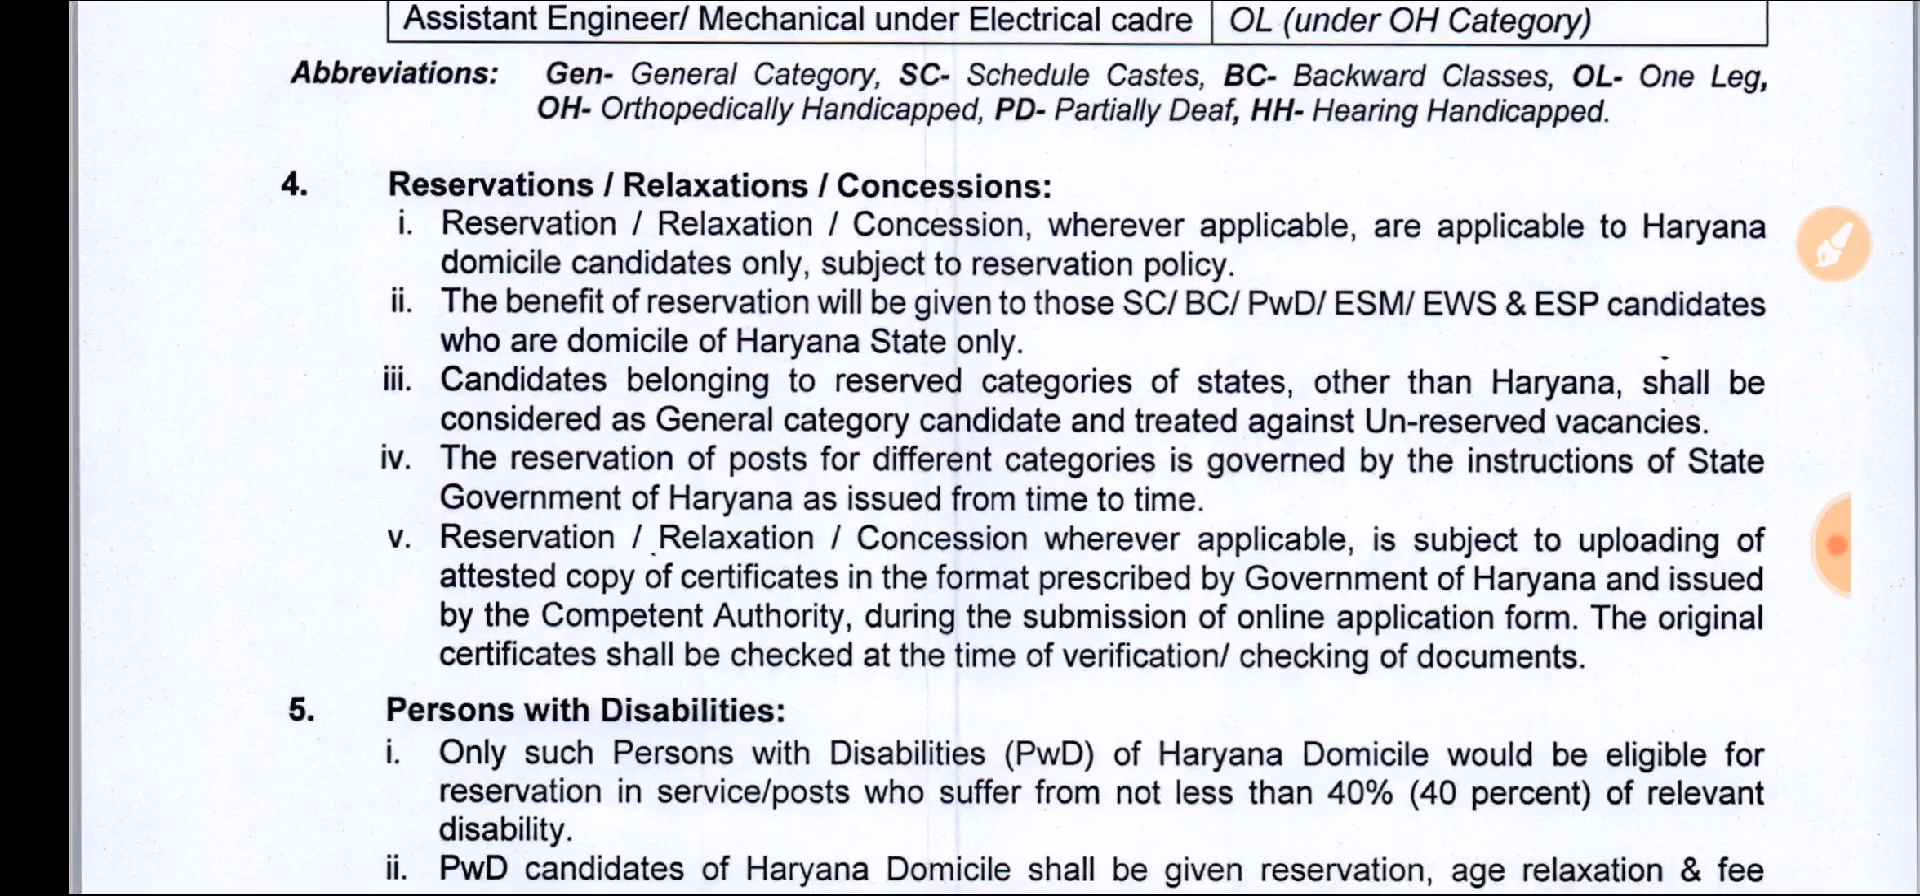 Assistant Engineer/ Mechanical under Electrical cadre OL (under OH Category)
Abbreviations: Gen- General Category, SC- Schedule Castes, BC- Backward Classes, OL- One Leg,
OH- Orthopedically Handicapped, PD- Partially Deaf, HH- Hearing Handicapped.
4. Reservations / Relaxations / Concessions:
i. Reservation / Relaxation / Concession, wherever applicable, are applicable to Haryana
domicile candidates only, subject to reservation policy.
ii. The benefit of reservation will be given to those SC/ BC/ PwD/ ESM/ EWS & ESP candidates
who are domicile of Haryana State only.
iii. Candidates belonging to reserved categories of states, other than Haryana, shall be
considered as General category candidate and treated against Un-reserved vacancies.
iv. The reservation of posts for different categories is governed by the instructions of State
Government of Haryana as issued from time to time.
v. Reservation / Relaxation / Concession wherever applicable, is subject to uploading of
attested copy of certificates in the format prescribed by Government of Haryana and issued
by the Competent Authority, during the submission of online application form. The original
certificates shall be checked at the time of verification/ checking of documents.
5. Persons with Disabilities:
i. Only such Persons with Disabilities (PwD) of Haryana Domicile would be eligible for
reservation in service/posts who suffer from not less than 40% (40 percent) of relevant
disability.
ii. PwD candidates of Haryana Domicile shall be given reservation, age relaxation & fee